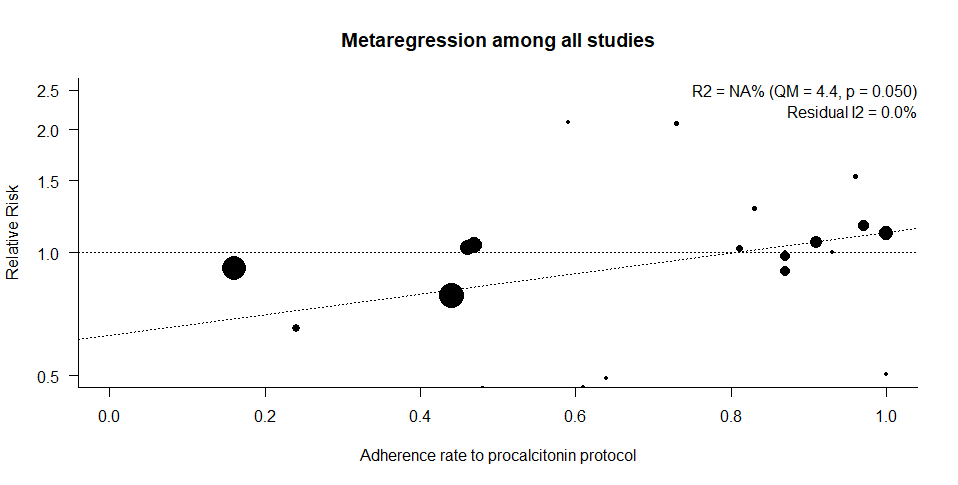 Metaregression among all studies
R2 = NA% (QM = 4.4, p = 0.050)
Residual I2 = 0.0%
Relative Risk
2.5
2.0
1.5
1.0
0.5
0.0 0.2 0.4 0.6 0.8 1.0
Adherence rate to procalcitonin protocol